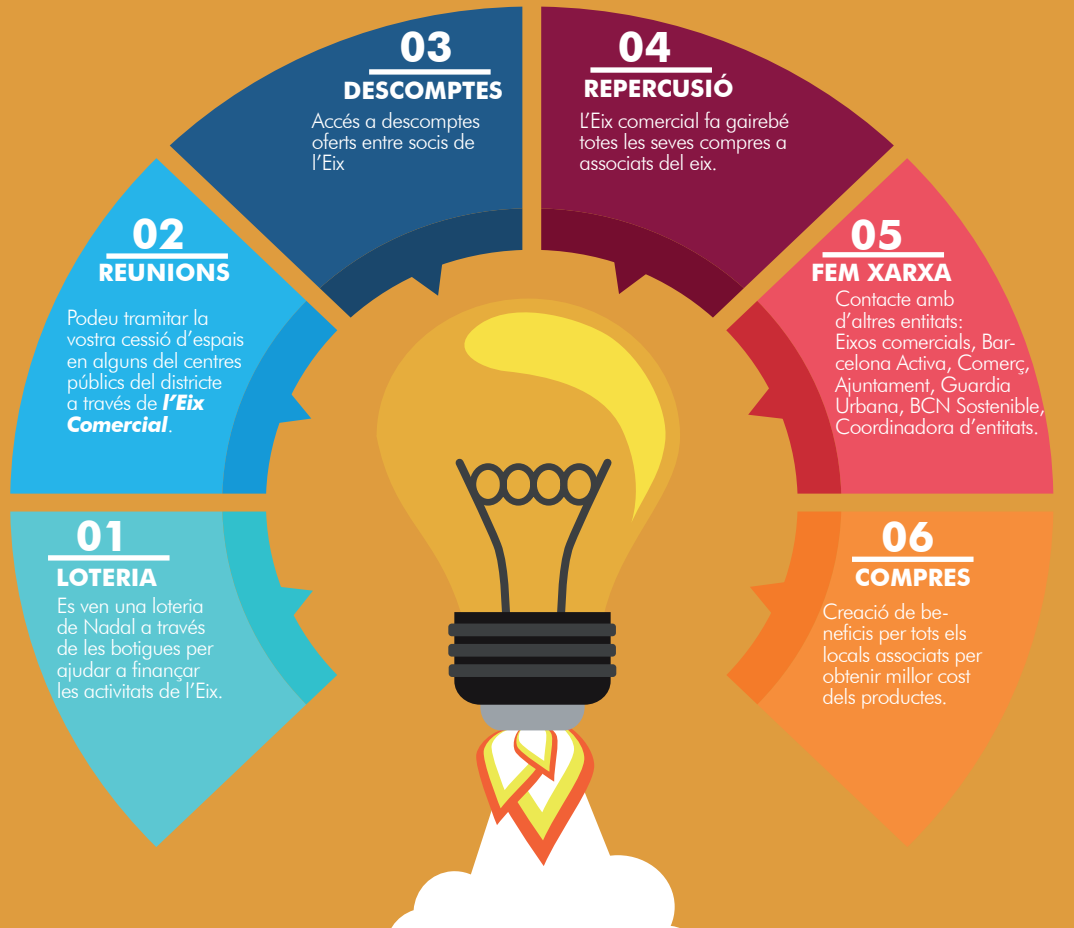 01
LOTERIA
Es ven una loteria
de Nadal a través
de les botigues per
ajudar a finançar
les activitats de l'Eix.
02
REUNIONS
Podeu tramitar la
vostra cessió d'espais
en alguns del centres
públics del districte
a través de l'Eix
Comercial.
03
DESCOMPTES
Accés a descomptes
oferts entre socis de
l'Eix
04
REPERCUSIÓ
L'Eix comercial fa gairebé
totes les seves compres a
associats del eix.
05
FEM XARXA
Contacte amb
d'altres entitats:
Eixos comercials, Bar-
celona Activa, Comerç,
Ajuntament, Guardia
Urbana, BCN Sostenible,
Coordinadora d'entitats.
06
COMPRES
Creació de be-
neficis per tots els
locals associats per
obtenir millor cost
dels productes.